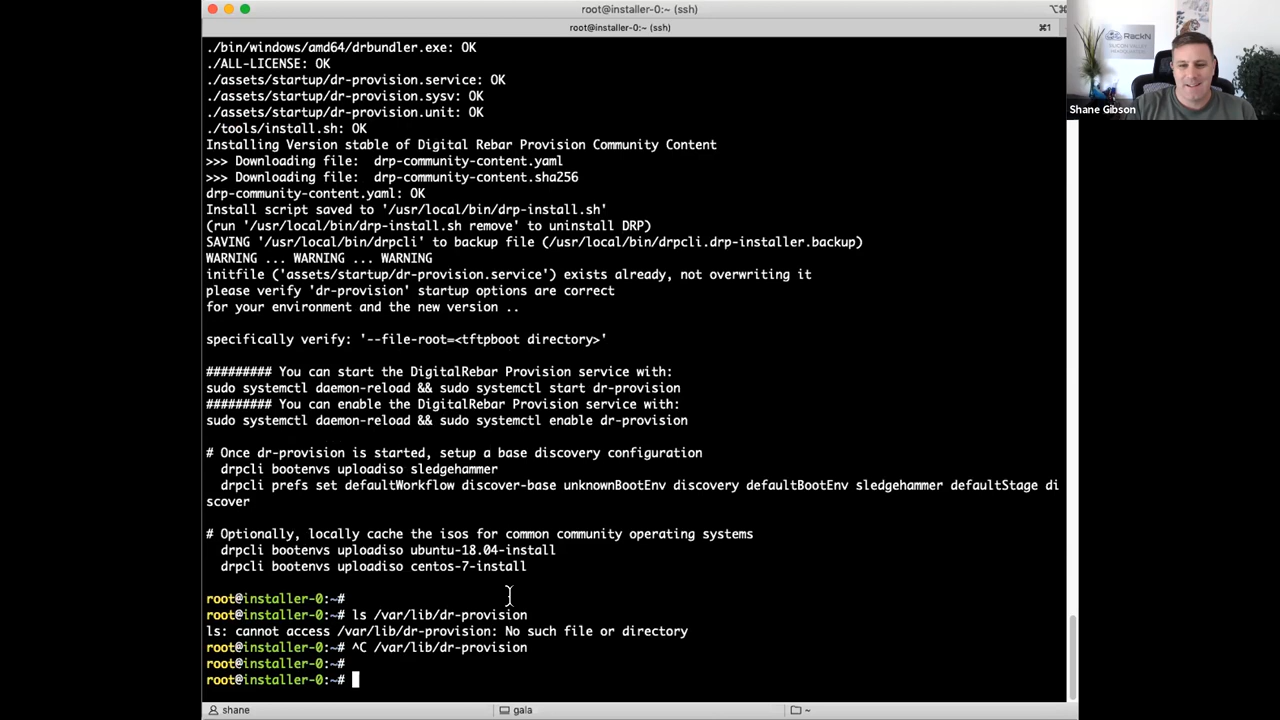 root@installer-0:~ (ssh)
root@installer-0:~ (ssh)
⌘1
./bin/windows/amd64/drbundler.exe: OK
./ALL-LICENSE: OK
./assets/startup/dr-provision.service: OK
./assets/startup/dr-provision.sysv: OK
./assets/startup/dr-provision.unit: OK
./tools/install.sh: OK
Installing Version stable of Digital Rebar Provision Community Content
>>> Downloading file:  drp-community-content.yaml
>>> Downloading file:  drp-community-content.sha256
drp-community-content.yaml: OK
Install script saved to '/usr/local/bin/drp-install.sh'
(run '/usr/local/bin/drp-install.sh remove' to uninstall DRP)
SAVING '/usr/local/bin/drpcli' to backup file (/usr/local/bin/drpcli.drp-installer.backup)
WARNING ... WARNING ... WARNING
initfile ('assets/startup/dr-provision.service') exists already, not overwriting it
please verify 'dr-provision' startup options are correct
for your environment and the new version ..
specifically verify: '--file-root=<tftpboot directory>'
######### You can start the DigitalRebar Provision service with:
sudo systemctl daemon-reload && sudo systemctl start dr-provision
######### You can enable the DigitalRebar Provision service with:
sudo systemctl daemon-reload && sudo systemctl enable dr-provision
# Once dr-provision is started, setup a base discovery configuration
drpcli bootenvs uploadiso sledgehammer
drpcli prefs set defaultWorkflow discover-base unknownBootEnv discovery defaultBootEnv sledgehammer defaultStage di
scover
# Optionally, locally cache the isos for common community operating systems
drpcli bootenvs uploadiso ubuntu-18.04-install
drpcli bootenvs uploadiso centos-7-install
root@installer-0:~#
root@installer-0:~# ls /var/lib/dr-provision
ls: cannot access /var/lib/dr-provision: No such file or directory
root@installer-0:~# ^C /var/lib/dr-provision
root@installer-0:~#
root@installer-0:~#
shane
gala
~
RackN
Shane Gibson